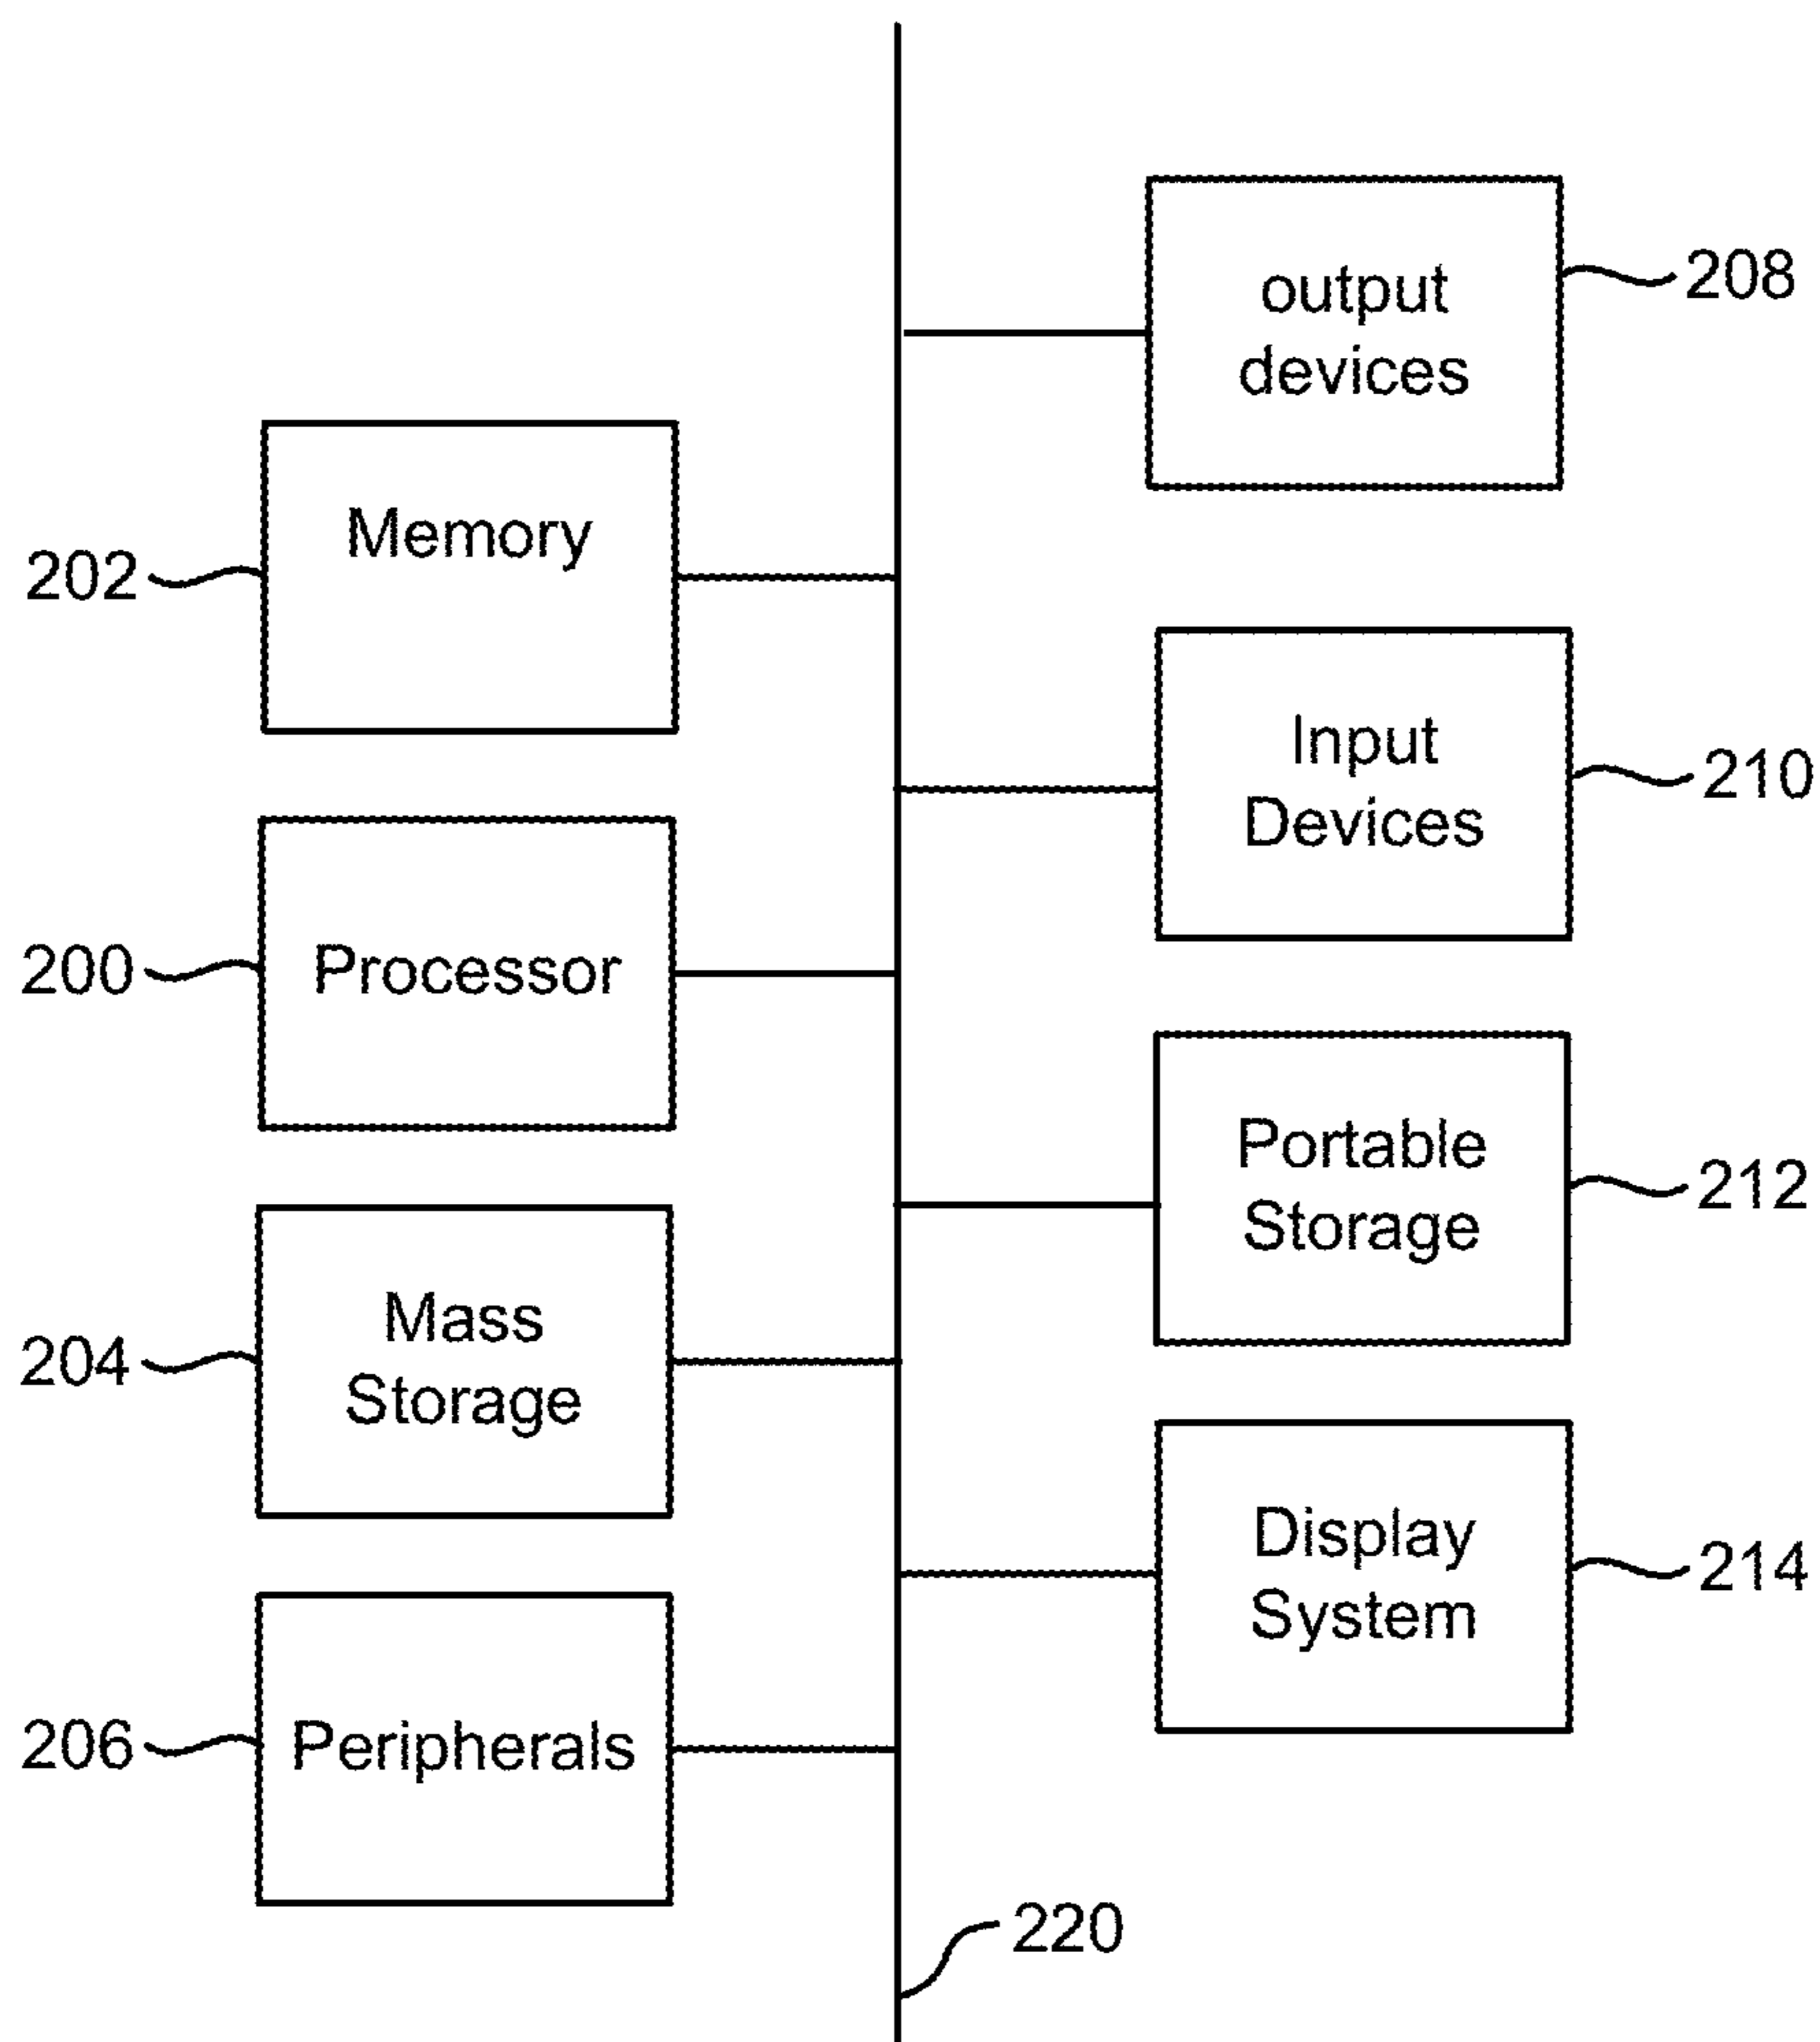 output
devices
208
Memory
202
Input
Devices
210
200
Processor
Portable
Storage
212
Mass
Storage
204
Display
System
214
206
Peripherals
220